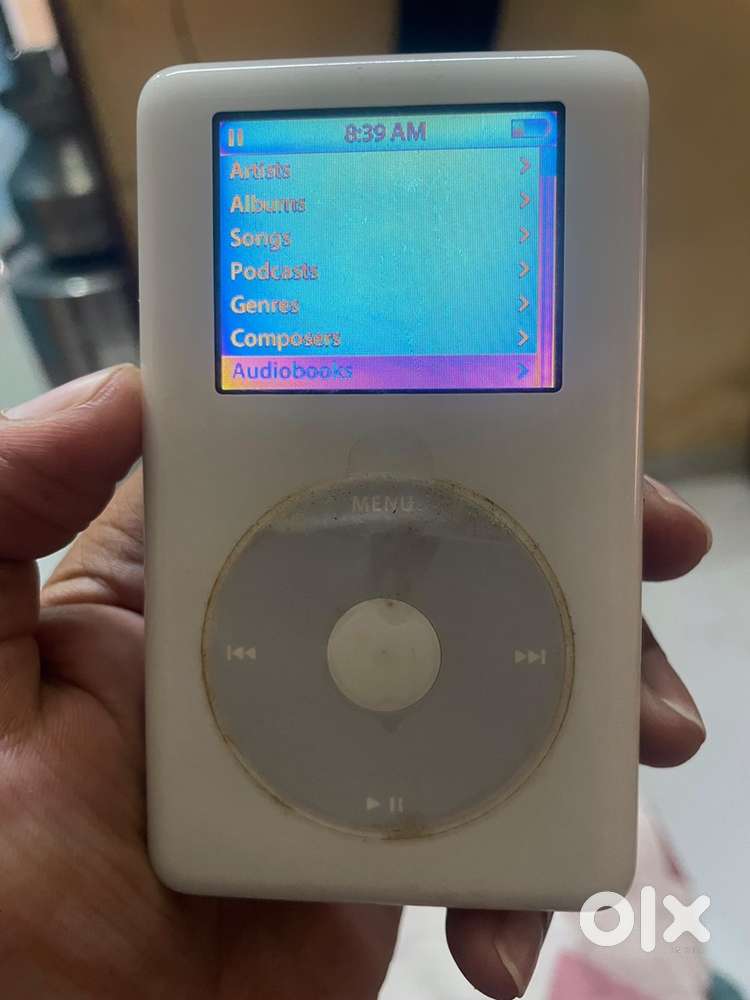 8:39 AM
Artists
Albums
Songs
Podcasts
Genres
Composers
Audiobooks
MENU
olx